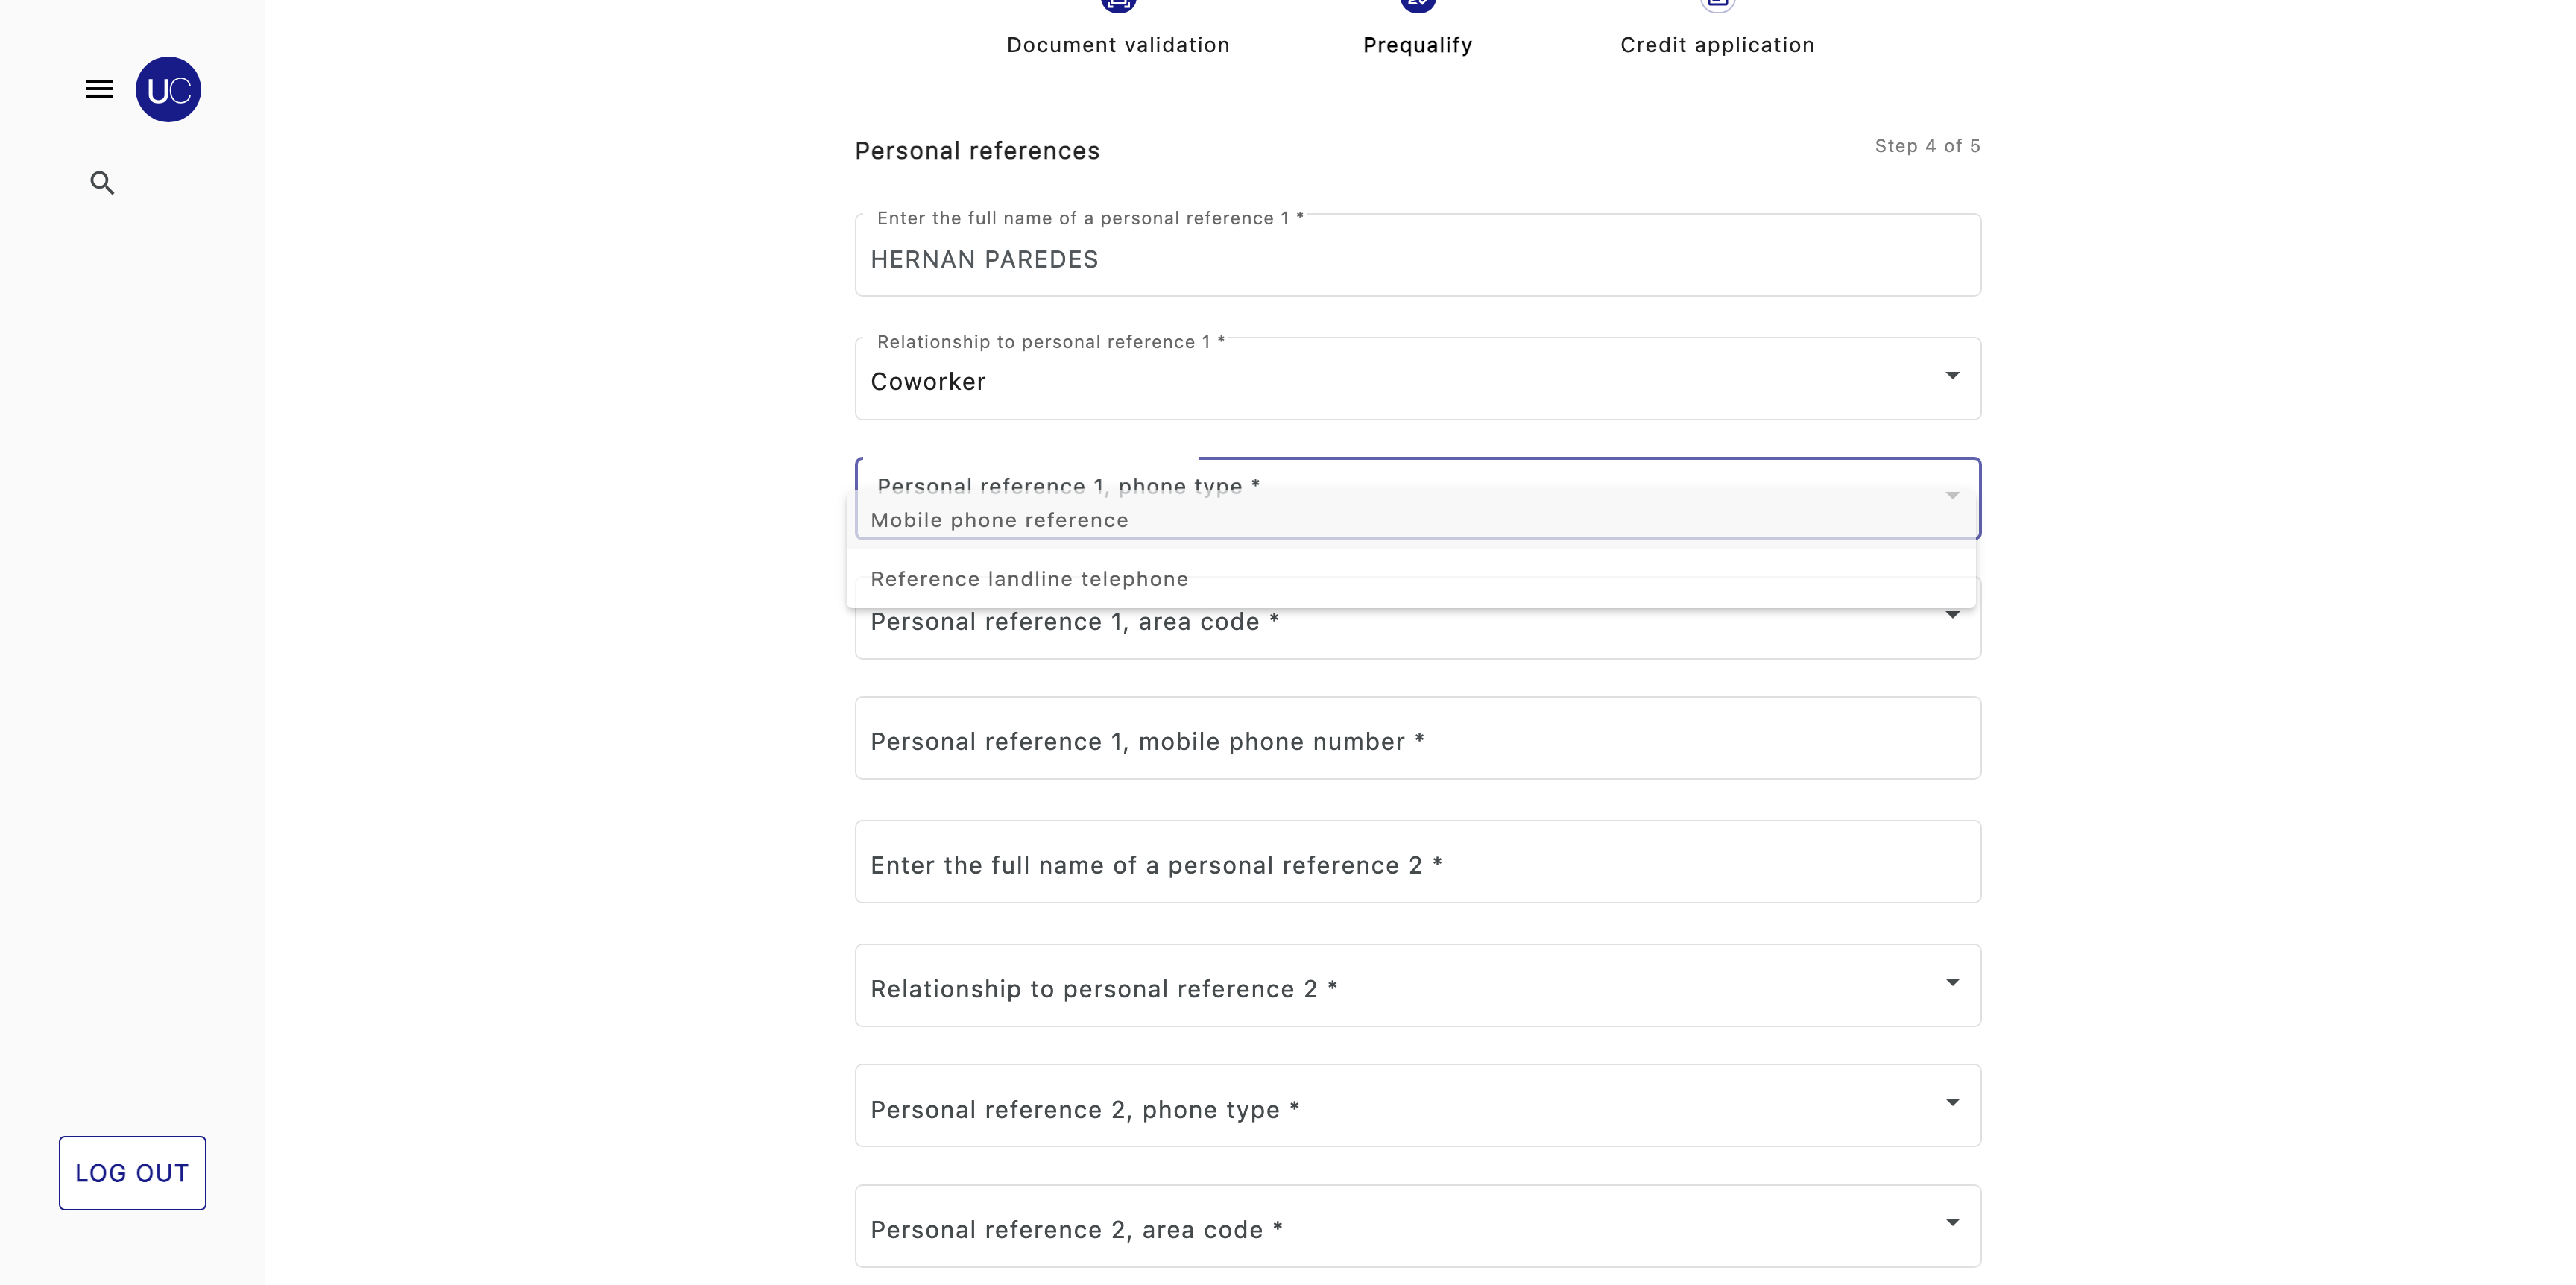 Document validation
Prequalify
Credit application
UC
Personal references
Step 4 of 5
Enter the full name of a personal reference 1 *
HERNAN PAREDES
Relationship to personal reference 1 *
Coworker
Personal reference 1, phone type *
Mobile phone reference
Reference landline telephone
Personal reference 1, area code *
Personal reference 1, mobile phone number *
Enter the full name of a personal reference 2 *
Relationship to personal reference 2 *
Personal reference 2, phone type *
LOG OUT
Personal reference 2, area code *